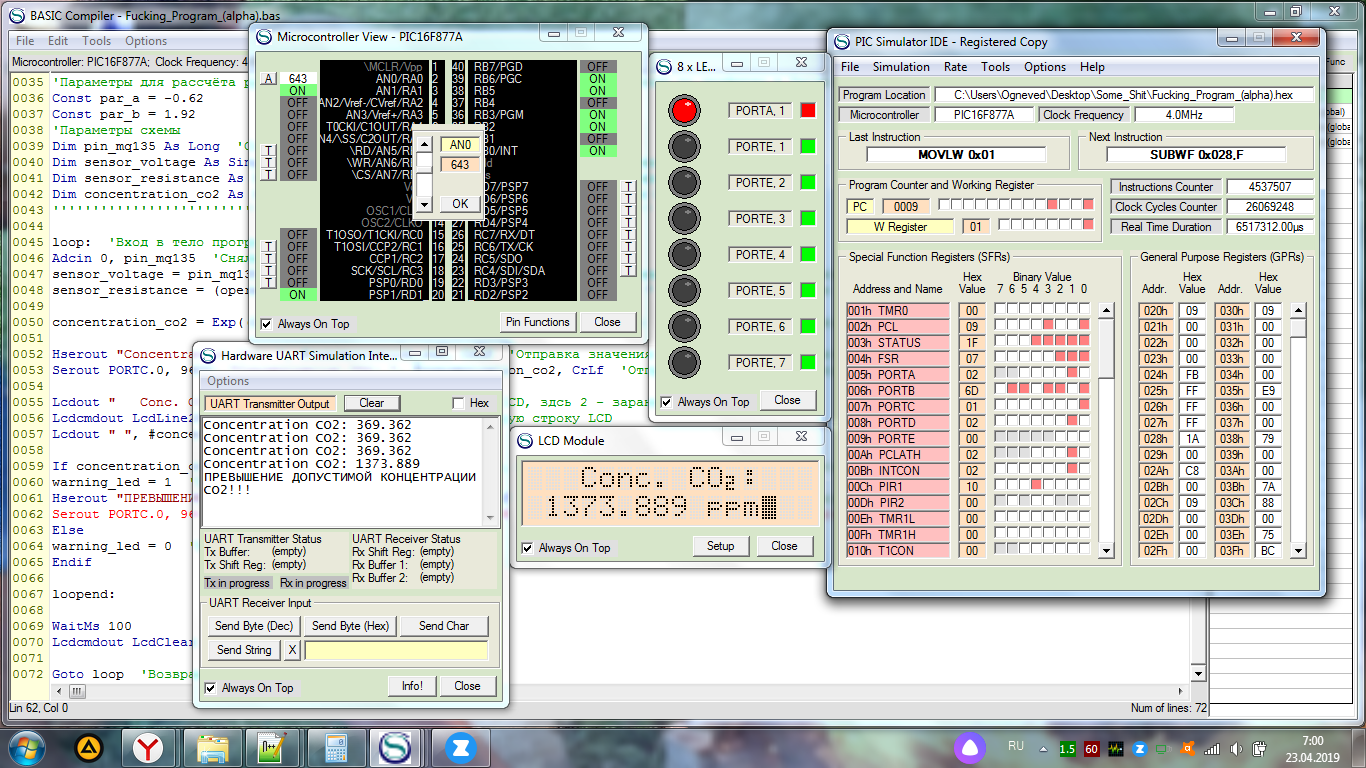 BASIC Compiler - Fucking_Program_(alpha).bas
File Edit Tools Options
Microcontroller: PIC16F877A; Clock Frequency: 4
0035 'Параметры для рассчёта
0036 Const par_a = -0.62
0037 Const par_b = 1.92
0038 'Параметры схемы
0039 Dim pin_mq135 As Long
0040 Dim sensor_voltage As Sin
0041 Dim sensor_resistance As
0042 Dim concentration_co2 As
0043
0044
0045 loop: 'Вход в тело прогр
0046 Adcin 0, pin_mq135 'Снял
0047 sensor_voltage = pin_mq13
0048 sensor_resistance = (oper
0049
0050 concentration_co2 = Exp(
0051
0052 Hserout "Concentra
'Отправка значения
0053 Serout PORTC.0, 96
on_co2, CrLf
0054
0055 Lcdout " Conc. C
CD, здсь 2 - заран
0056 Lcdcmdout LcdLine2
ую строку LCD
0057 Lcdout " ", #conce
0058
0059 If concentration_c
0060 warning_led = 1
0061 Hserout "ПРЕВЫШЕНИ
0062 Serout PORTC.0, 96
0063 Else
0064 warning_led = 0
0065 Endif
0066
0067 loopend:
0068
0069 WaitMs 100
0070 Lcdcmdout LcdClear
0071
0072 Goto loop 'Возвра
Lin 62, Col 0
Num of lines: 72
Microcontroller View - PIC16F877A
A 643 \MCLR/Vpp 1 40 RB7/PGD OFF
AN0/RA0 2 39 RB6/PGC ON
ON AN1/RA1 3 38 RB5 ON
OFF AN2/Vref-/CVref/RA2 4 37 RB4 OFF
OFF AN3/Vref+/RA3 5 36 RB3/PGM ON
OFF T0CKI/C1OUT/RA RB2 ON
OFF N4/\SS/C2OUT/RA B1 OFF
T OFF \RD/AN5/R 0/INT ON
T OFF \WR/AN6/R
T OFF \CS/AN7/R
D7/PSP7 OFF T
D6/PSP6 OFF T
OSC1/CL D5/PSP5 OFF T
OSC2/CLKO 14 27 RD4/PSP4 OFF T
OFF T1OSO/T1CKI/RC0 15 26 RC7/RX/DT OFF T
T OFF T1OSI/CCP2/RC1 16 25 RC6/TX/CK OFF T
T OFF CCP1/RC2 17 24 RC5/SDO OFF T
T OFF SCK/SCL/RC3 18 23 RC4/SDI/SDA OFF T
T OFF PSP0/RD0 19 22 RD3/PSP3 OFF
ON PSP1/RD1 20 21 RD2/PSP2 OFF
AN0
643
OK
Always On Top
Pin Functions
Close
Hardware UART Simulation Inte...
Options
UART Transmitter Output
Clear
Hex
Concentration CO2: 369.362
Concentration CO2: 369.362
Concentration CO2: 369.362
Concentration CO2: 1373.889
ПРЕВЫШЕНИЕ ДОПУСТИМОЙ КОНЦЕНТРАЦИИ
CO2!!!
UART Transmitter Status UART Receiver Status
Tx Buffer: (empty) Rx Shift Reg: (empty)
Tx Shift Reg: (empty) Rx Buffer 1: (empty)
Rx Buffer 2: (empty)
Tx in progress Rx in progress
UART Receiver Input
Send Byte (Dec) Send Byte (Hex) Send Char
Send String X
Always On Top Info! Close
8 x LE...
PORTA, 1
PORTE, 1
PORTE, 2
PORTE, 3
PORTE, 4
PORTE, 5
PORTE, 6
PORTE, 7
Always On Top Close
LCD Module
Conc. CO₂:
1373.889 ppm
Always On Top Setup Close
PIC Simulator IDE - Registered Copy
File Simulation Rate Tools Options Help
Program Location C:\Users\Ogneved\Desktop\Some_Shit\Fucking_Program_(alpha).hex
Microcontroller PIC16F877A Clock Frequency 4.0MHz
Last Instruction Next Instruction
MOVLW 0x01 SUBWF 0x028,F
Program Counter and Working Register
PC 0009
W Register 01
Instructions Counter 4537507
Clock Cycles Counter 26069248
Real Time Duration 6517312.00µs
Special Function Registers (SFRs)
Hex Binary Value
Address and Name Value 7 6 5 4 3 2 1 0
001h TMR0 00
002h PCL 09
003h STATUS 1F
004h FSR 07
005h PORTA 02
006h PORTB 6D
007h PORTC 01
008h PORTD 02
009h PORTE 00
00Ah PCLATH 02
00Bh INTCON 02
00Ch PIR1 10
00Dh PIR2 00
00Eh TMR1L 00
00Fh TMR1H 00
010h T1CON 00
General Purpose Registers (GPRs)
Hex Hex
Addr. Value Addr. Value
020h 09 030h 09
021h 00 031h 00
022h 00 032h 00
023h 00 033h 00
024h FB 034h 00
025h FF 035h E9
026h FF 036h 00
027h FF 037h 00
028h 1A 038h 79
029h 00 039h 00
02Ah C8 03Ah 00
02Bh 00 03Bh 7A
02Ch 09 03Ch 88
02Dh 00 03Dh 00
02Eh 00 03Eh 75
02Fh 00 03Fh BC
Func
RU
1.5
60
7:00
23.04.2019